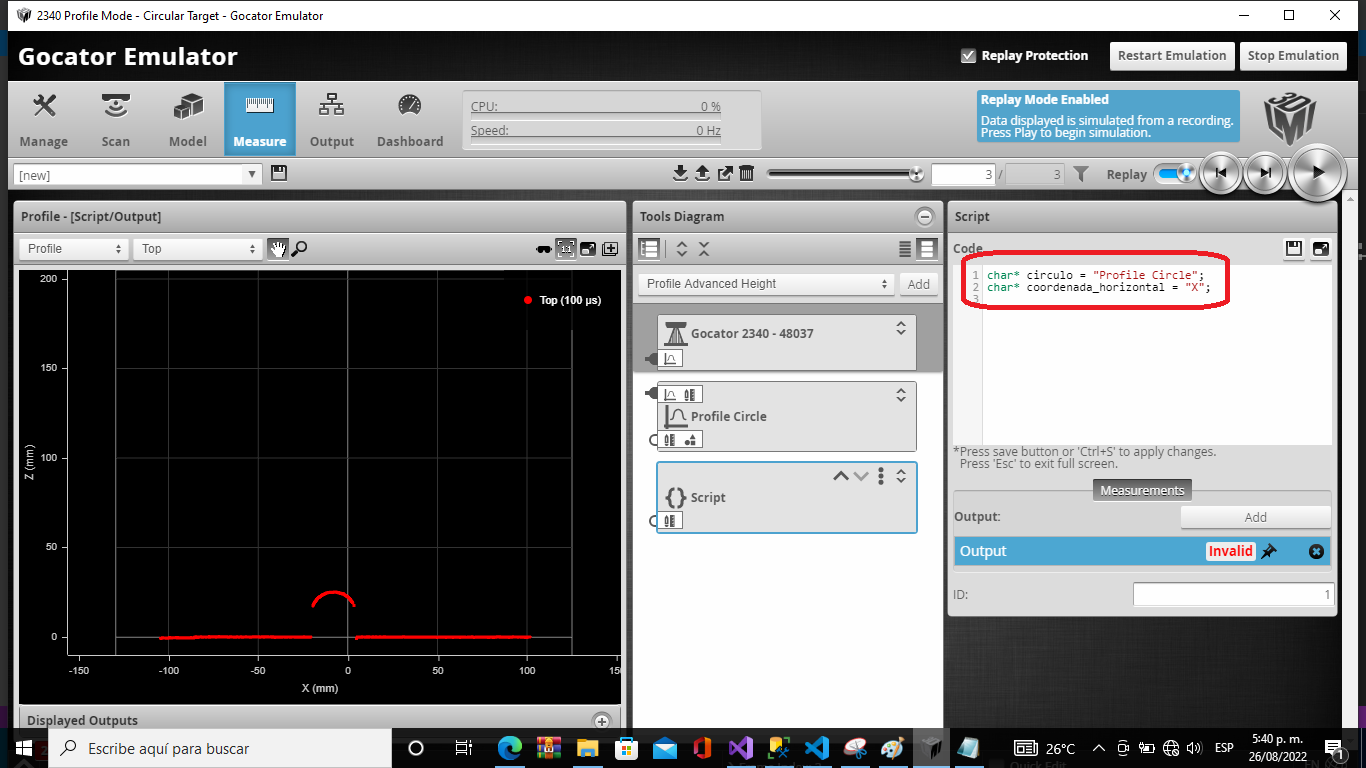 2340 Profile Mode - Circular Target - Gocator Emulator
Gocator Emulator
Replay Protection
Restart Emulation
Stop Emulation
Manage
Scan
Model
Measure
Output
Dashboard
CPU: 0 %
Speed: 0 Hz
Replay Mode Enabled
Data displayed is simulated from a recording.
Press Play to begin simulation.
[new]
3 / 3
Replay
Profile - [Script/Output]
Profile
Top
200
150
100
50
0
Z (mm)
-150 -100 -50 0 50 100 15
X (mm)
Top (100 µs)
Displayed Outputs
Tools Diagram
Profile Advanced Height
Add
Gocator 2340 - 48037
Profile Circle
Script
Script
Code
1 char* circulo = "Profile Circle";
2 char* coordenada_horizontal = "X";
3
*Press save button or 'Ctrl+S' to apply changes.
Press 'Esc' to exit full screen.
Measurements
Output:
Add
Output Invalid
ID: 1
Escribe aquí para buscar
26°C
ESP
5:40 p. m.
26/08/2022
1